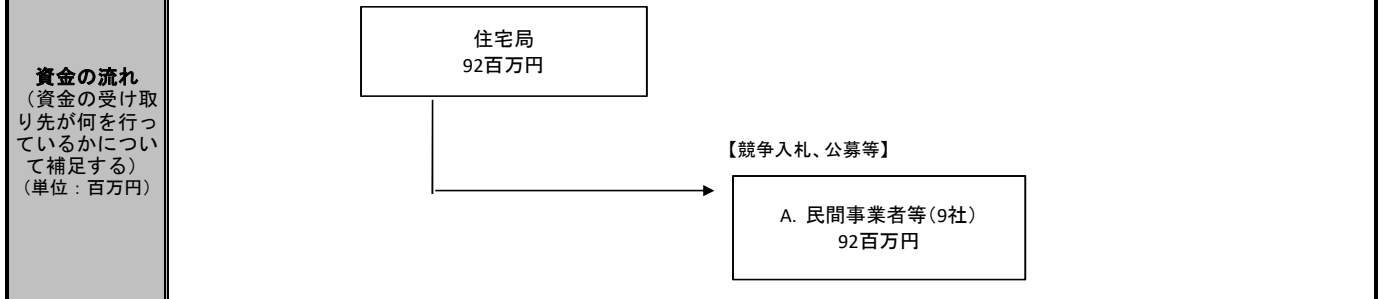 資金の流れ
（資金の受け取
り先が何を行っ
ているかについ
て補足する）
（単位：百万円）
住宅局
92百万円
【競争入札、公募等】
A. 民間事業者等（9社）
92百万円